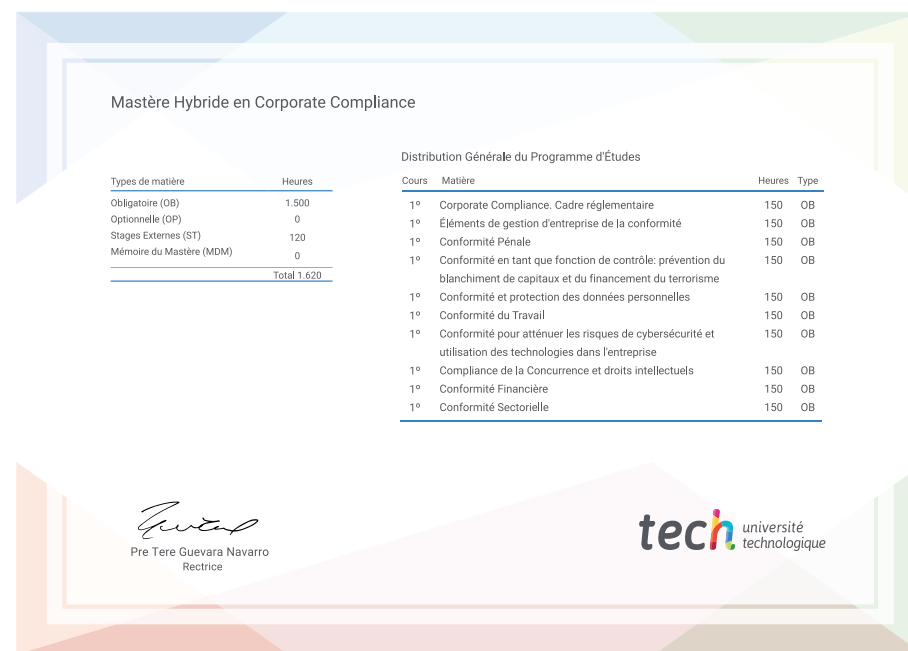 Mastère Hybride en Corporate Compliance
Types de matière Heures
Obligatoire (OB) 1.500
Optionnelle (OP) 0
Stages Externes (ST) 120
Mémoire du Mastère (MDM) 0
Total 1.620
Distribution Générale du Programme d'Études
Cours Matière Heures Type
1º Corporate Compliance. Cadre réglementaire 150 OB
1º Éléments de gestion d'entreprise de la conformité 150 OB
1º Conformité Pénale 150 OB
1º Conformité en tant que fonction de contrôle: prévention du 150 OB
blanchiment de capitaux et du financement du terrorisme
1º Conformité et protection des données personnelles 150 OB
1º Conformité du Travail 150 OB
1º Conformité pour atténuer les risques de cybersécurité et 150 OB
utilisation des technologies dans l'entreprise
1º Compliance de la Concurrence et droits intellectuels 150 OB
1º Conformité Financière 150 OB
1º Conformité Sectorielle 150 OB
Pre Tere Guevara Navarro
Rectrice
tech université
technologique